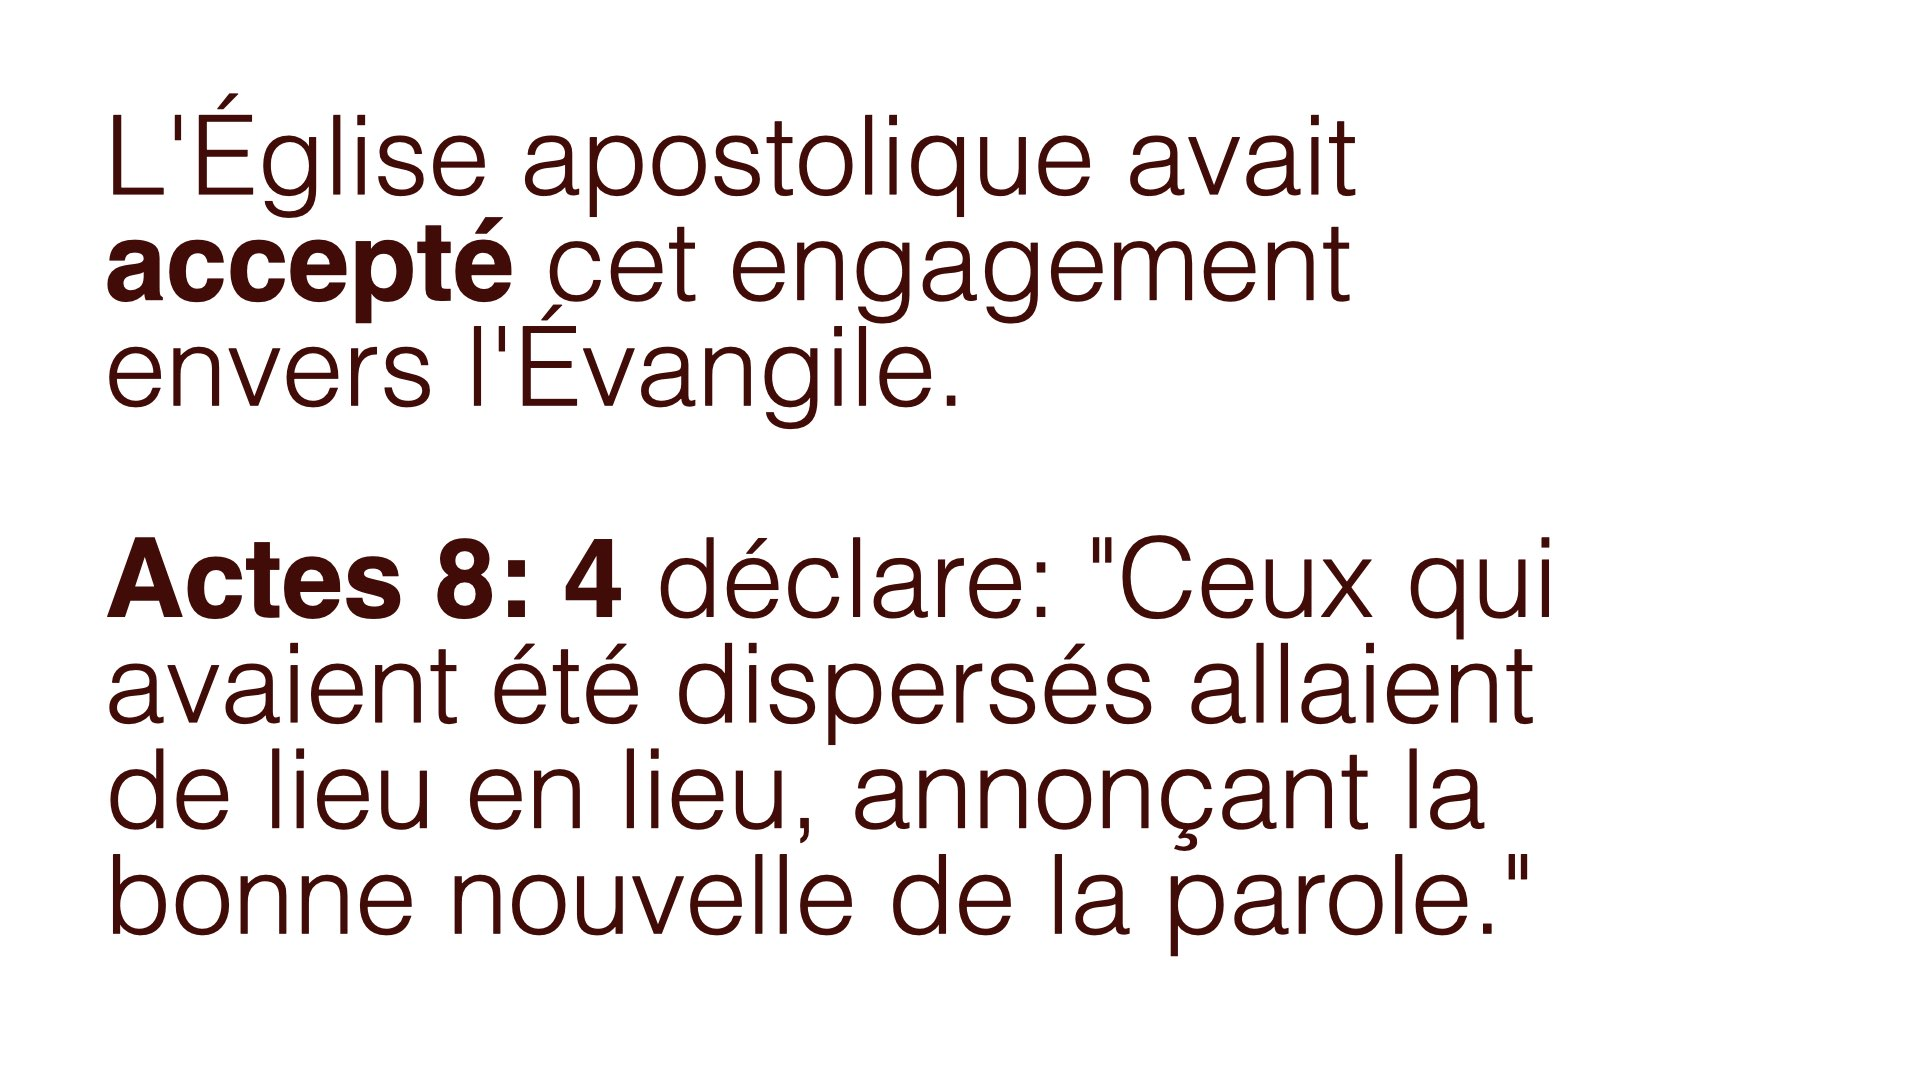 L'Église apostolique avait
accepté cet engagement
envers l'Évangile.
Actes 8: 4 déclare: "Ceux qui
avaient été dispersés allaient
de lieu en lieu, annonçant la
bonne nouvelle de la parole."